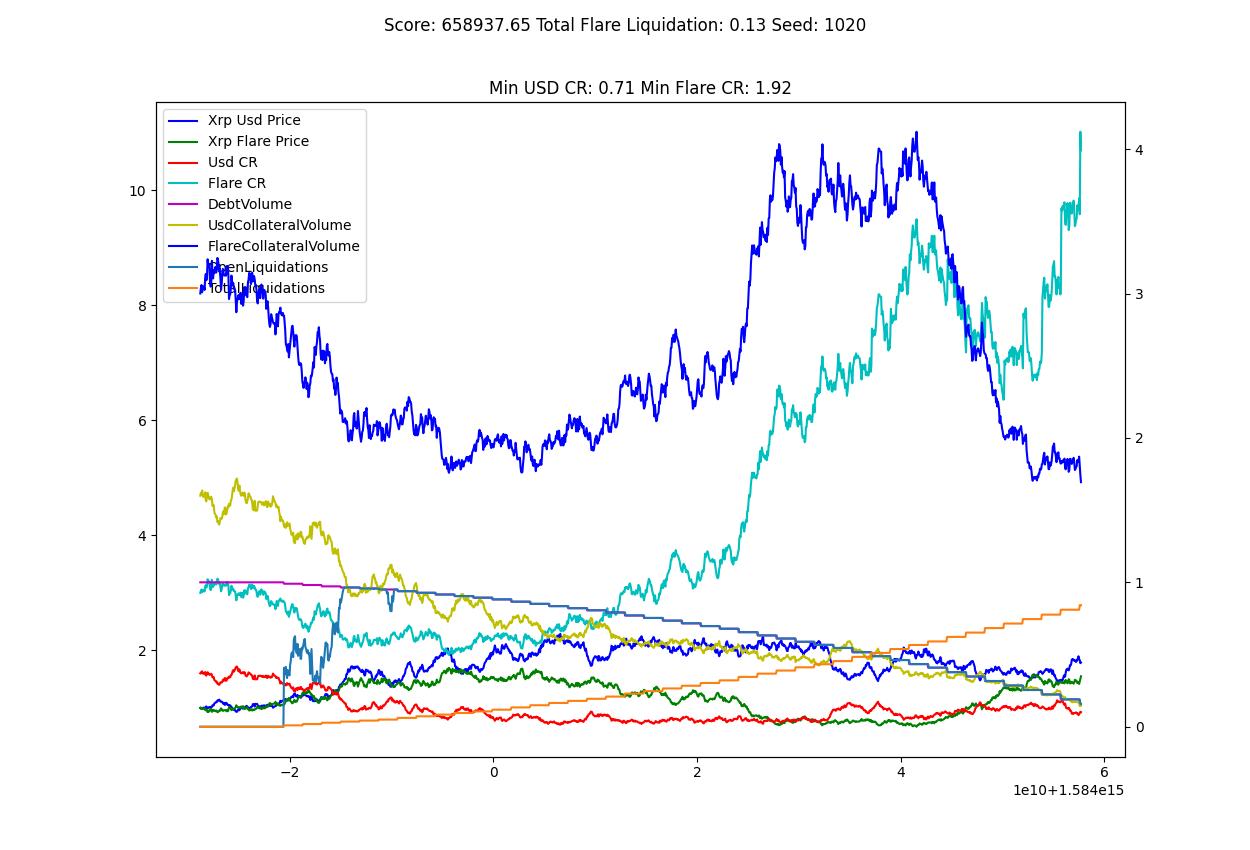 Score: 658937.65 Total Flare Liquidation: 0.13 Seed: 1020
Min USD CR: 0.71 Min Flare CR: 1.92
Xrp Usd Price
Xrp Flare Price
Usd CR
Flare CR
DebtVolume
UsdCollateralVolume
FlareCollateralVolume
OpenLiquidations
TotalLiquidations
10
8
6
4
2
4
3
2
1
0
−2
0
2
4
6
1e10+1.584e15